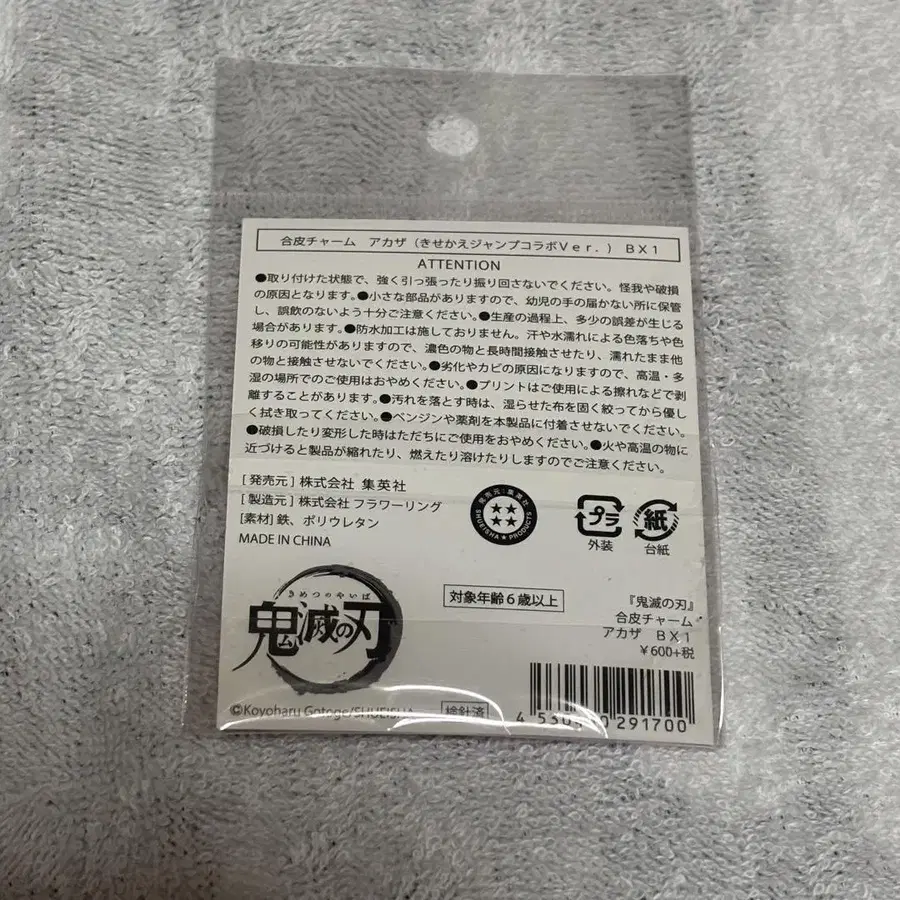 合皮チャーム アカザ（きせかえジャンプコラボVer.） BX1
ATTENTION
●取り付けた状態で、強く引っ張ったり振り回さないでください。怪我や破損
の原因となります。●小さな部品がありますので、幼児の手の届かない所に保管
し、誤飲のないよう十分ご注意ください。●生産の過程上、多少の誤差が生じる
場合があります。●防水加工は施しておりません。汗や水濡れによる色落ちや色
移りの可能性がありますので、濃色の物と長時間接触させたり、濡れたまま他
の物と接触させないでください。●劣化やカビの原因になりますので、高温・多
湿の場所でのご使用はおやめください。●プリントはご使用による擦れなどで剥
離することがあります。●汚れを落とす時は、湿らせた布を固く絞ってから優し
く拭き取ってください。●ベンジンや薬剤を本製品に付着させないでください。
●破損したり変形した時はただちにご使用をおやめください。●火や高温の物に
近づけると製品が縮れたり、燃えたり溶けたりしますのでご注意ください。
[発売元] 株式会社 集英社
[製造元] 株式会社 フラワーリング
[素材] 鉄、ポリウレタン
MADE IN CHINA
発売元：集英社
SHUEISHA★PRODUCTS
プラ
外装
紙
台紙
きめつのやいば
鬼滅の刃
対象年齢6歳以上
『鬼滅の刃』
合皮チャーム
アカザ BX1
¥600+税
©Koyoharu Gotoge/SHUEISHA
検針済
0291700